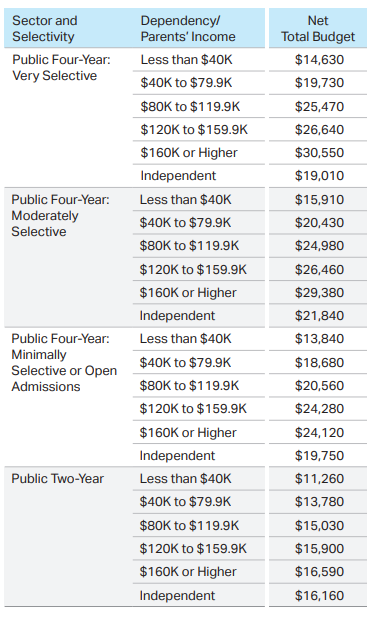 Sector and Selectivity Dependency/ Parents' Income Net Total Budget
Public Four-Year: Very Selective Less than $40K $14,630
$40K to $79.9K $19,730
$80K to $119.9K $25,470
$120K to $159.9K $26,640
$160K or Higher $30,550
Independent $19,010
Public Four-Year: Moderately Selective Less than $40K $15,910
$40K to $79.9K $20,430
$80K to $119.9K $24,980
$120K to $159.9K $26,460
$160K or Higher $29,380
Independent $21,840
Public Four-Year: Minimally Selective or Open Admissions Less than $40K $13,840
$40K to $79.9K $18,680
$80K to $119.9K $20,560
$120K to $159.9K $24,280
$160K or Higher $24,120
Independent $19,750
Public Two-Year Less than $40K $11,260
$40K to $79.9K $13,780
$80K to $119.9K $15,030
$120K to $159.9K $15,900
$160K or Higher $16,590
Independent $16,160